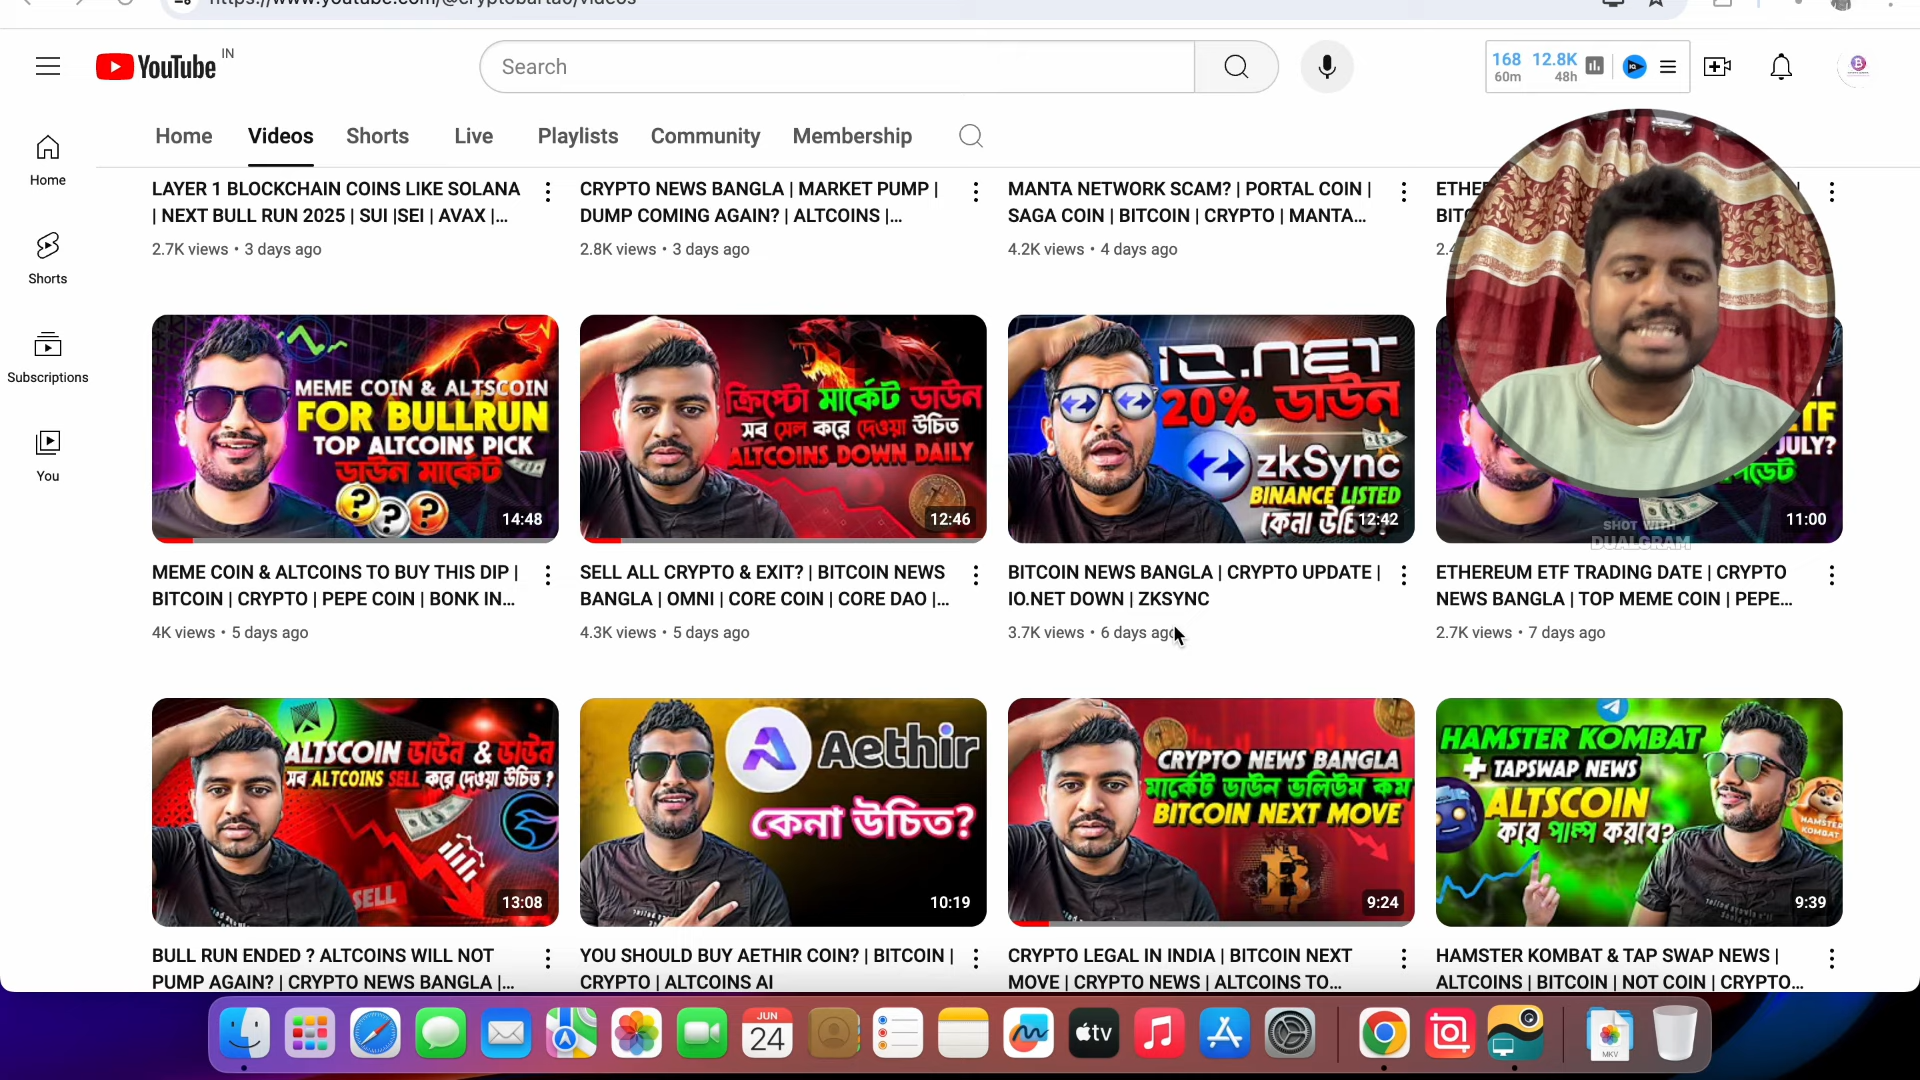 YouTube IN
Search
168 12.8K
60m 48h
Home Videos Shorts Live Playlists Community Membership
Home
Shorts
Subscriptions
You
LAYER 1 BLOCKCHAIN COINS LIKE SOLANA
| NEXT BULL RUN 2025 | SUI |SEI | AVAX |...
2.7K views • 3 days ago
CRYPTO NEWS BANGLA | MARKET PUMP |
DUMP COMING AGAIN? | ALTCOINS |...
2.8K views • 3 days ago
MANTA NETWORK SCAM? | PORTAL COIN |
SAGA COIN | BITCOIN | CRYPTO | MANTA...
4.2K views • 4 days ago
MEME COIN & ALTSCOIN
FOR BULLRUN
TOP ALTCOINS PICK
ডাউন মার্কেট
14:48
ক্রিপ্টো মার্কেট ডাউন
সব সেল করে দেওয়া উচিত
ALTCOINS DOWN DAILY
12:46
IO.NET
20% ডাউন
zkSync
BINANCE LISTED
কেনা
12:42
JULY?
SHOT WITH
DUALGRAM
11:00
MEME COIN & ALTCOINS TO BUY THIS DIP |
BITCOIN | CRYPTO | PEPE COIN | BONK IN...
4K views • 5 days ago
SELL ALL CRYPTO & EXIT? | BITCOIN NEWS
BANGLA | OMNI | CORE COIN | CORE DAO |...
4.3K views • 5 days ago
BITCOIN NEWS BANGLA | CRYPTO UPDATE |
IO.NET DOWN | ZKSYNC
3.7K views • 6 days ago
ETHEREUM ETF TRADING DATE | CRYPTO
NEWS BANGLA | TOP MEME COIN | PEPE...
2.7K views • 7 days ago
ALTSCOIN ডাউন & ডাউন
সব ALTCOINS SELL করে দেওয়া উচিত ?
SELL
13:08
Aethir
কেনা উচিত?
10:19
CRYPTO NEWS BANGLA
মার্কেট ডাউন ভলিউম কম
BITCOIN NEXT MOVE
9:24
HAMSTER KOMBAT
+ TAPSWAP NEWS
ALTSCOIN
কবে পাম্প করবে?
HAMSTER
KOMBAT
9:39
BULL RUN ENDED ? ALTCOINS WILL NOT
PUMP AGAIN? | CRYPTO NEWS BANGLA |...
YOU SHOULD BUY AETHIR COIN? | BITCOIN |
CRYPTO | ALTCOINS AI
CRYPTO LEGAL IN INDIA | BITCOIN NEXT
MOVE | CRYPTO NEWS | ALTCOINS TO...
HAMSTER KOMBAT & TAP SWAP NEWS |
ALTCOINS | BITCOIN | NOT COIN | CRYPTO...
JUN
24
tv
MKV